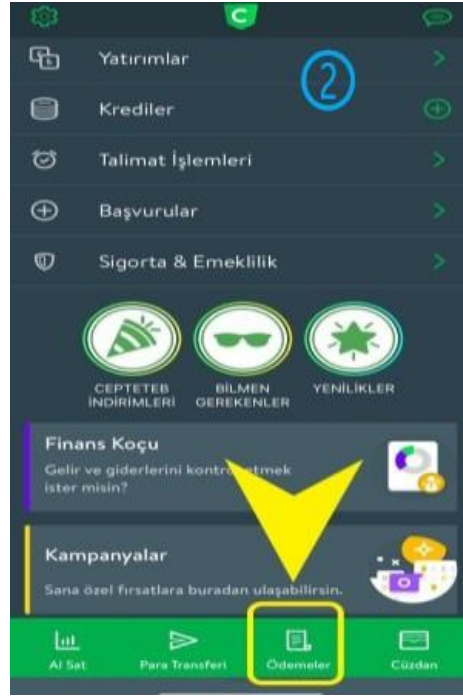 C
Yatırımlar
2
Krediler
Talimat İşlemleri
Başvurular
Sigorta & Emeklilik
CEPTETEB
İNDİRİMLERİ
BİLMEN
GEREKENLER
YENİLİKLER
Finans Koçu
Gelir ve giderlerini kontrol etmek
ister misin?
Kampanyalar
Sana özel fırsatlara buradan ulaşabilirsin.
Al Sat
Para Transferi
Ödemeler
Cüzdan